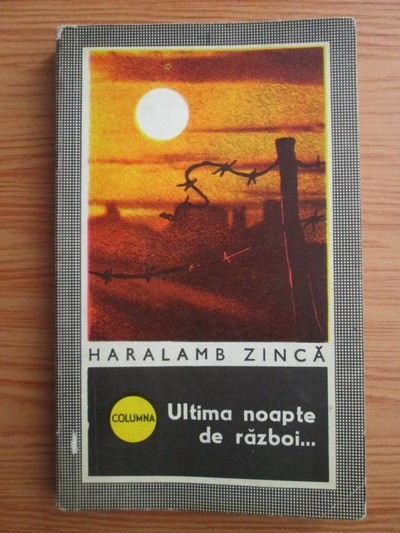 HARALAMB ZINCĂ
COLUMNA
Ultima noapte
de război...